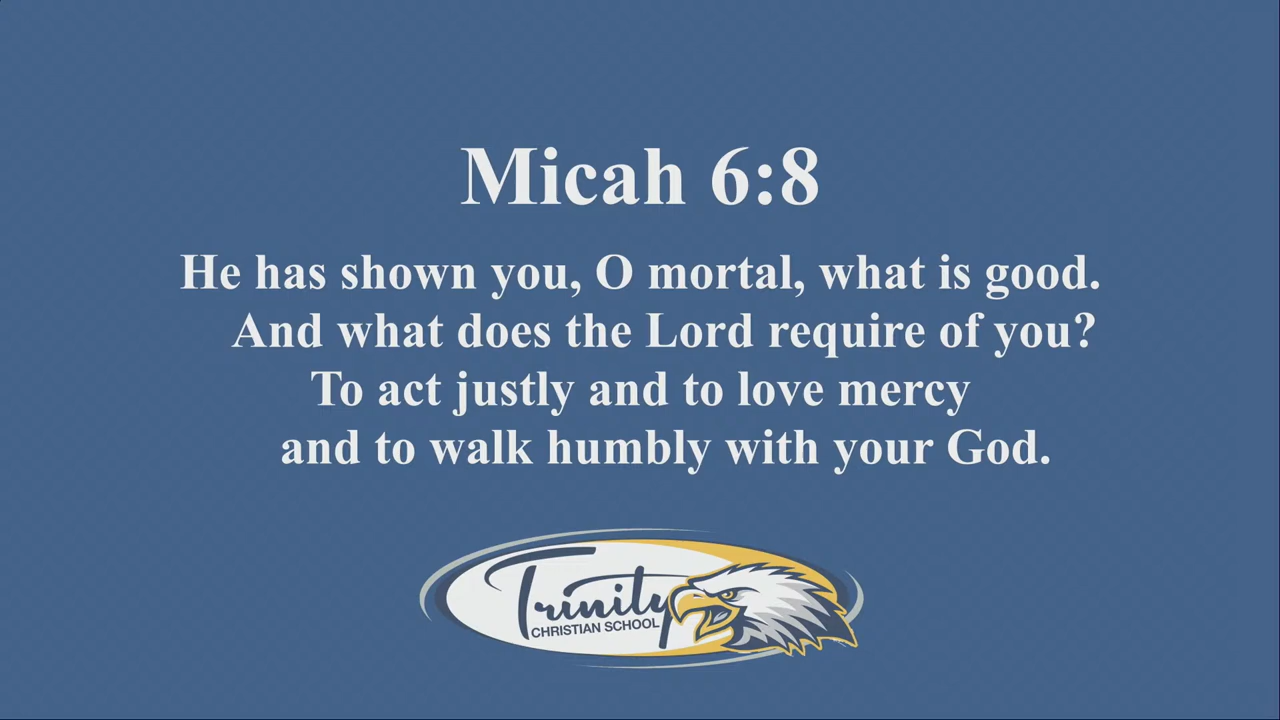 Micah 6:8
He has shown you, O mortal, what is good.
And what does the Lord require of you?
To act justly and to love mercy
and to walk humbly with your God.
Trinity
CHRISTIAN SCHOOL